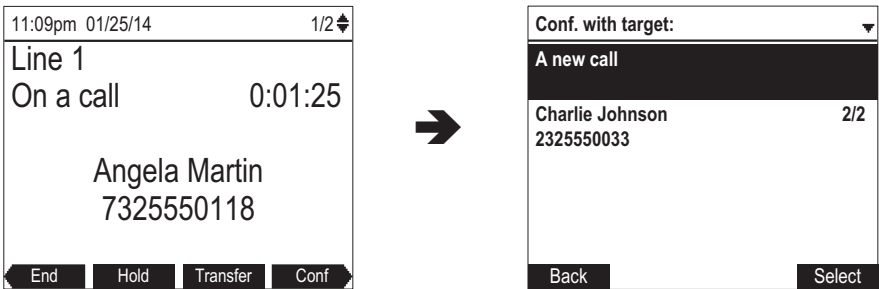 11:09pm 01/25/14 1/2
Line 1
On a call 0:01:25
Angela Martin
7325550118
End Hold Transfer Conf
Conf. with target:
A new call
Charlie Johnson 2/2
2325550033
Back Select